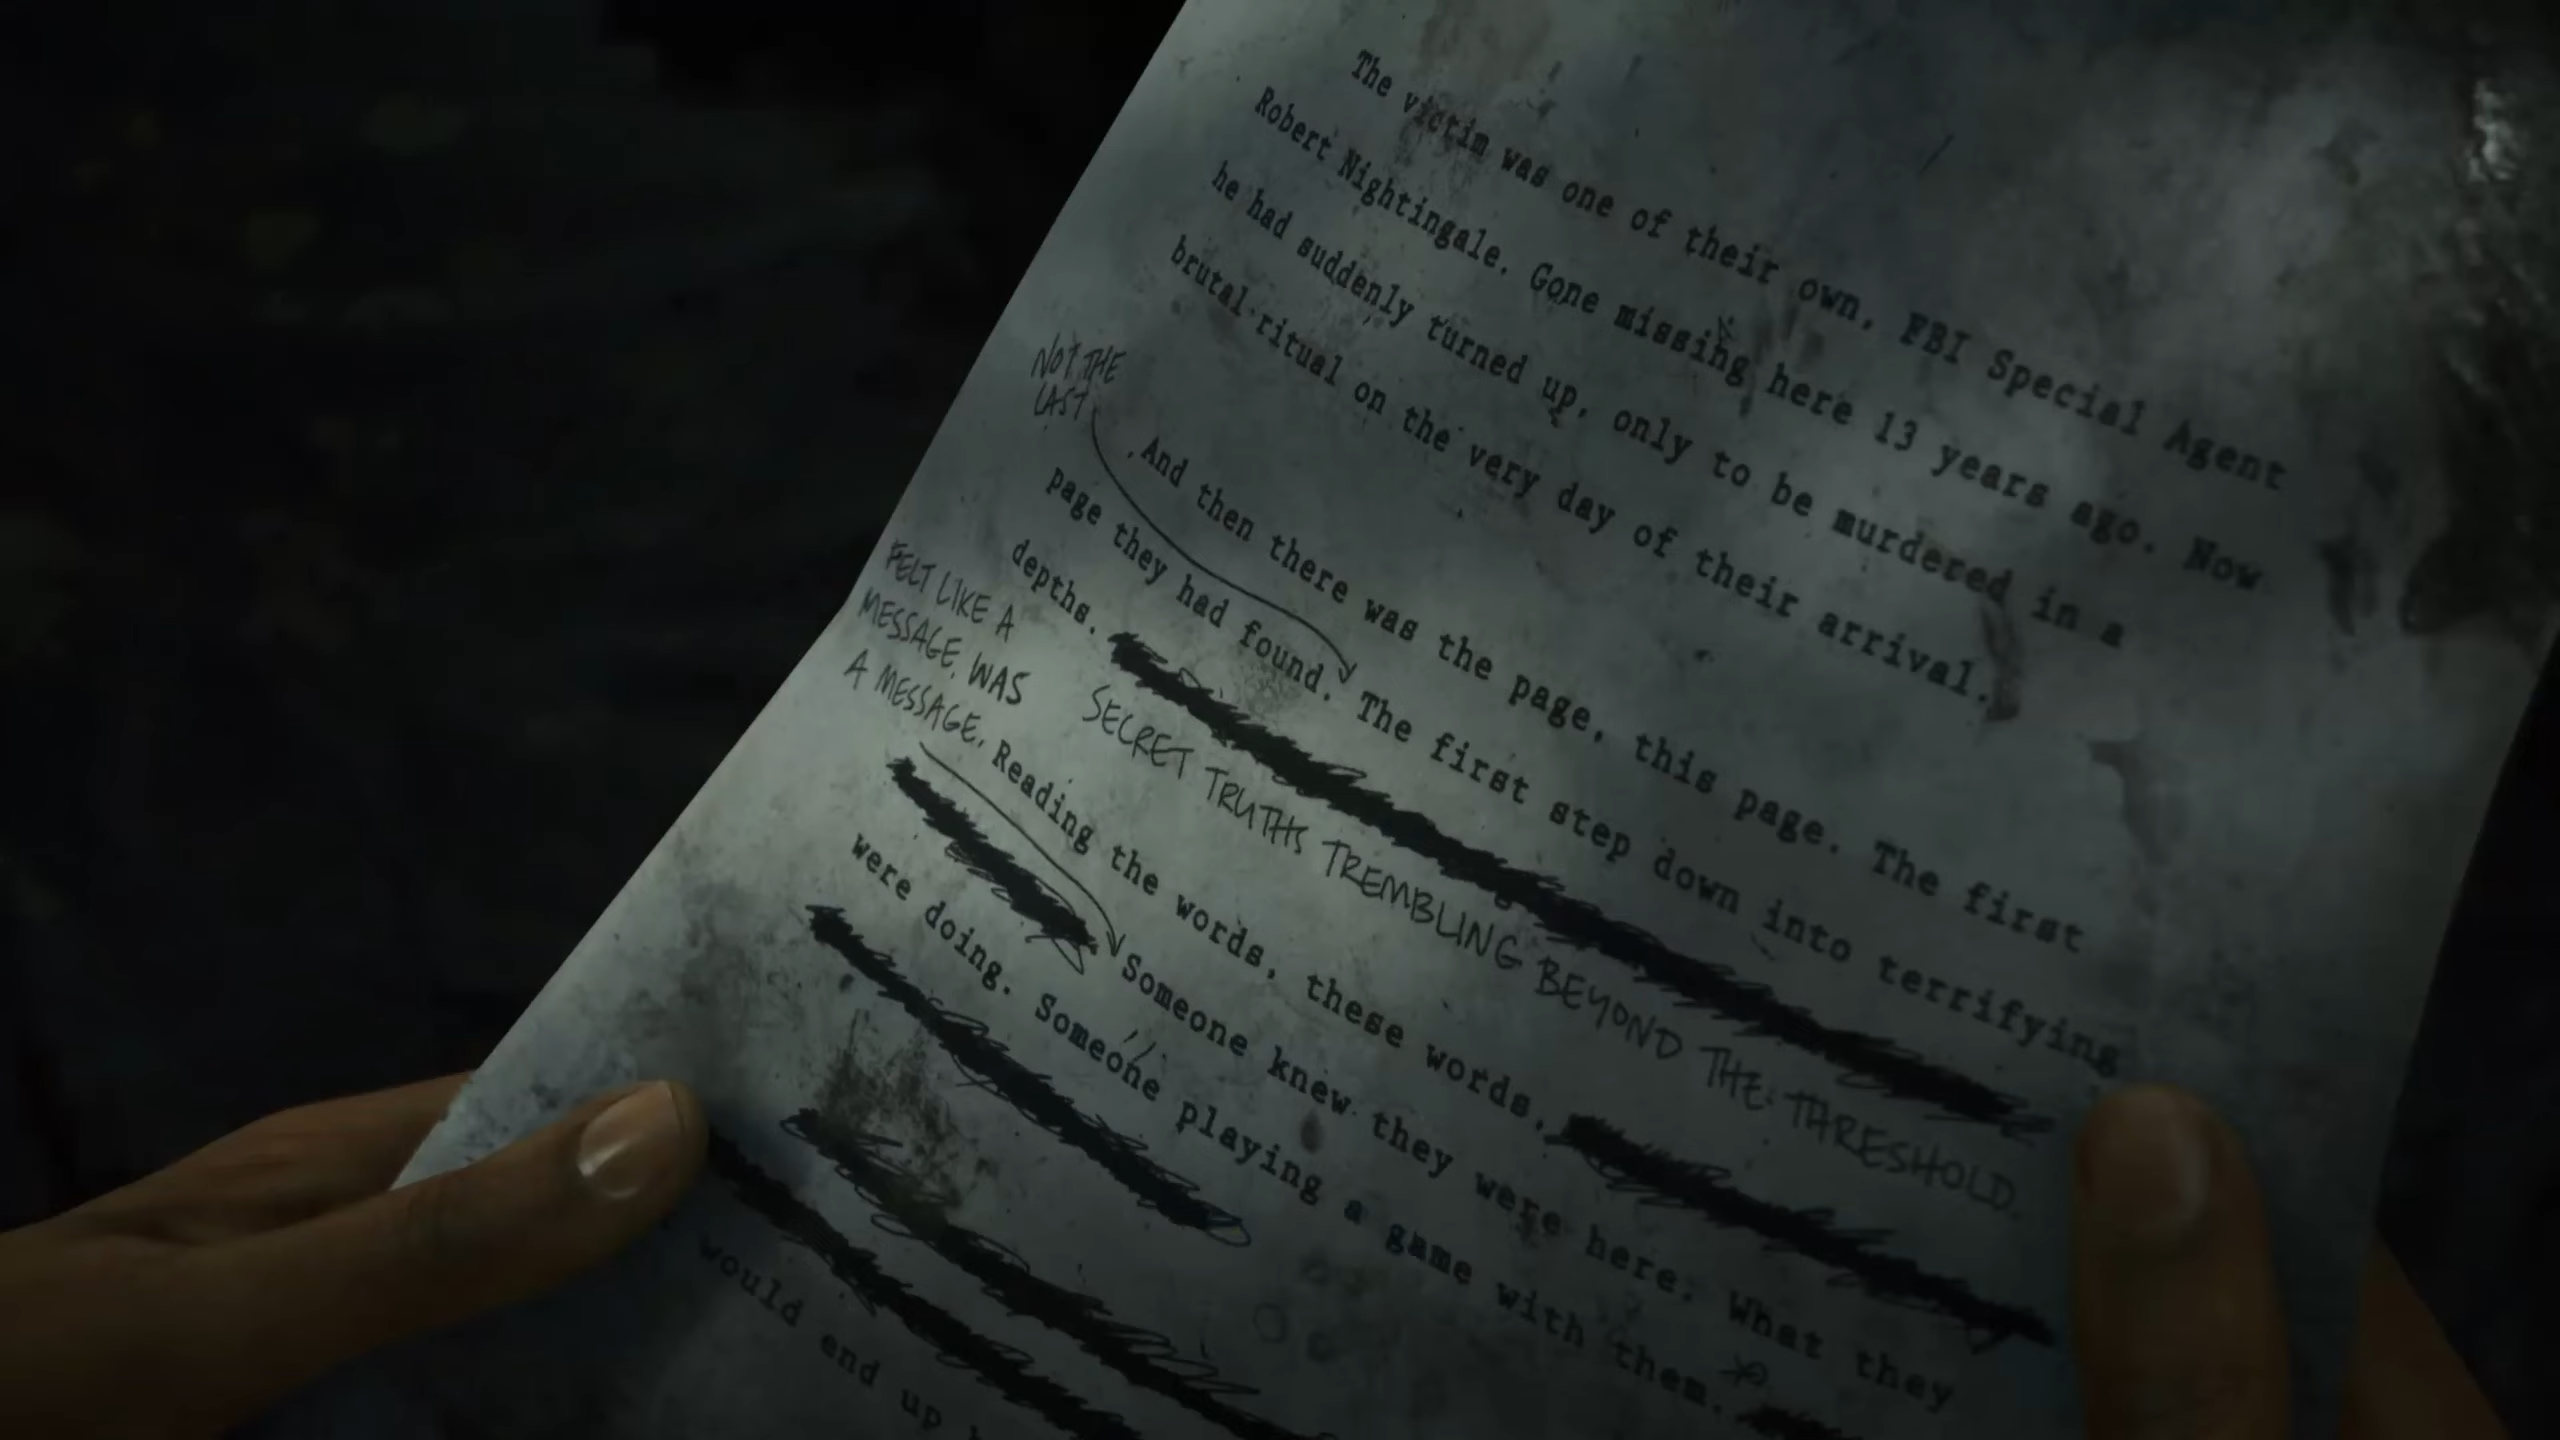 The victim was one of their own, FBI Special Agent
Robert Nightingale. Gone missing here 13 years ago. Now
he had suddenly turned up, only to be murdered in a
brutal ritual on the very day of their arrival.
NOT THE
LAST
And then there was the page, this page. The first
page they had found. The first step down into terrifying
depths.
SECRET TRUTHS TREMBLING BEYOND THE THRESHOLD.
FELT LIKE A
MESSAGE, WAS
A MESSAGE.
Reading the words, these words,
Someone knew they were here. What they
were doing. Someone playing a game with them.
would end up